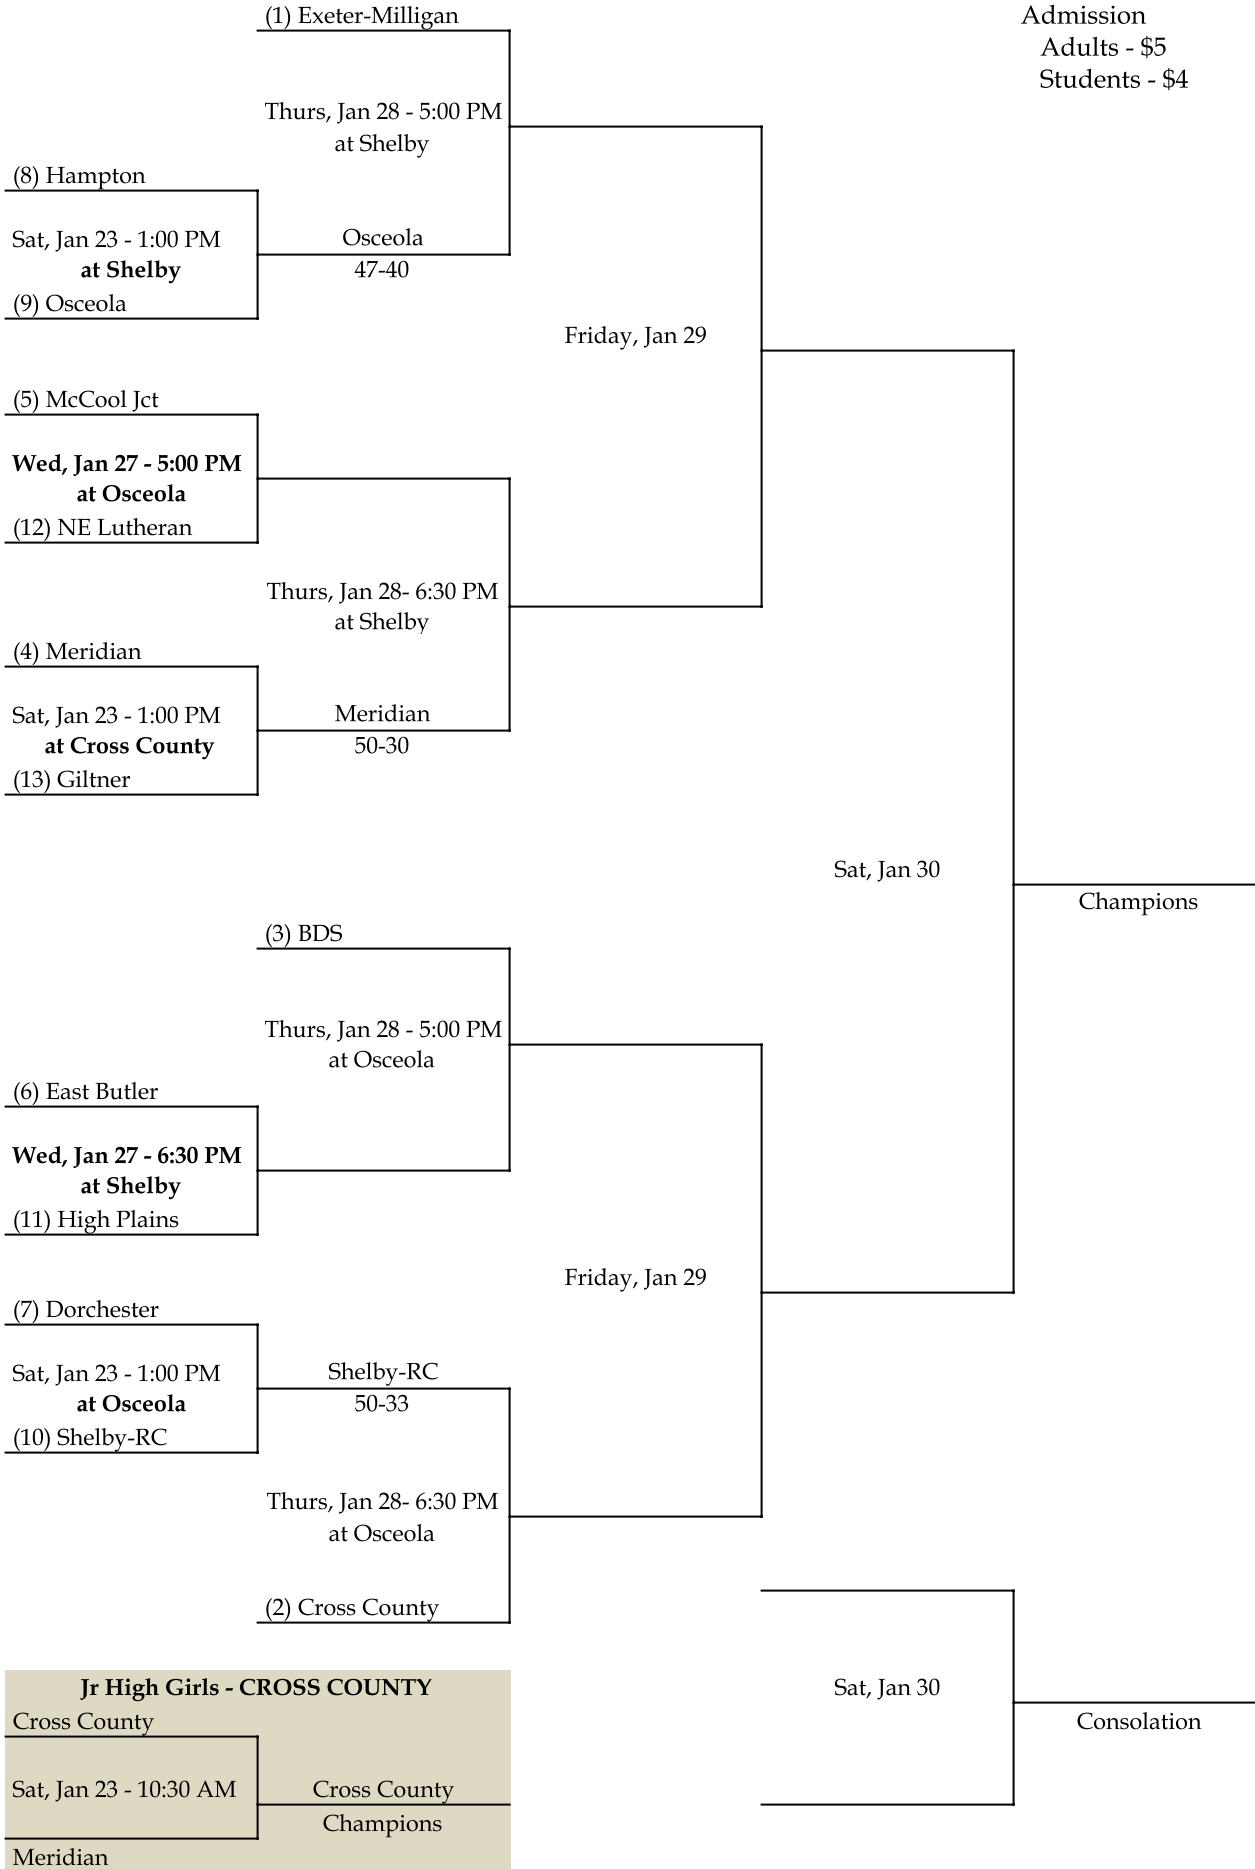 (1) Exeter-Milligan
Admission
Adults - $5
Students - $4
Thurs, Jan 28 - 5:00 PM
at Shelby
(8) Hampton
Sat, Jan 23 - 1:00 PM
at Shelby
(9) Osceola
Osceola
47-40
Friday, Jan 29
(5) McCool Jct
Wed, Jan 27 - 5:00 PM
at Osceola
(12) NE Lutheran
Thurs, Jan 28- 6:30 PM
at Shelby
(4) Meridian
Sat, Jan 23 - 1:00 PM
at Cross County
(13) Giltner
Meridian
50-30
Sat, Jan 30
Champions
(3) BDS
Thurs, Jan 28 - 5:00 PM
at Osceola
(6) East Butler
Wed, Jan 27 - 6:30 PM
at Shelby
(11) High Plains
Friday, Jan 29
(7) Dorchester
Sat, Jan 23 - 1:00 PM
at Osceola
(10) Shelby-RC
Shelby-RC
50-33
Thurs, Jan 28- 6:30 PM
at Osceola
(2) Cross County
Sat, Jan 30
Consolation
Jr High Girls - CROSS COUNTY
Cross County
Sat, Jan 23 - 10:30 AM
Cross County
Champions
Meridian